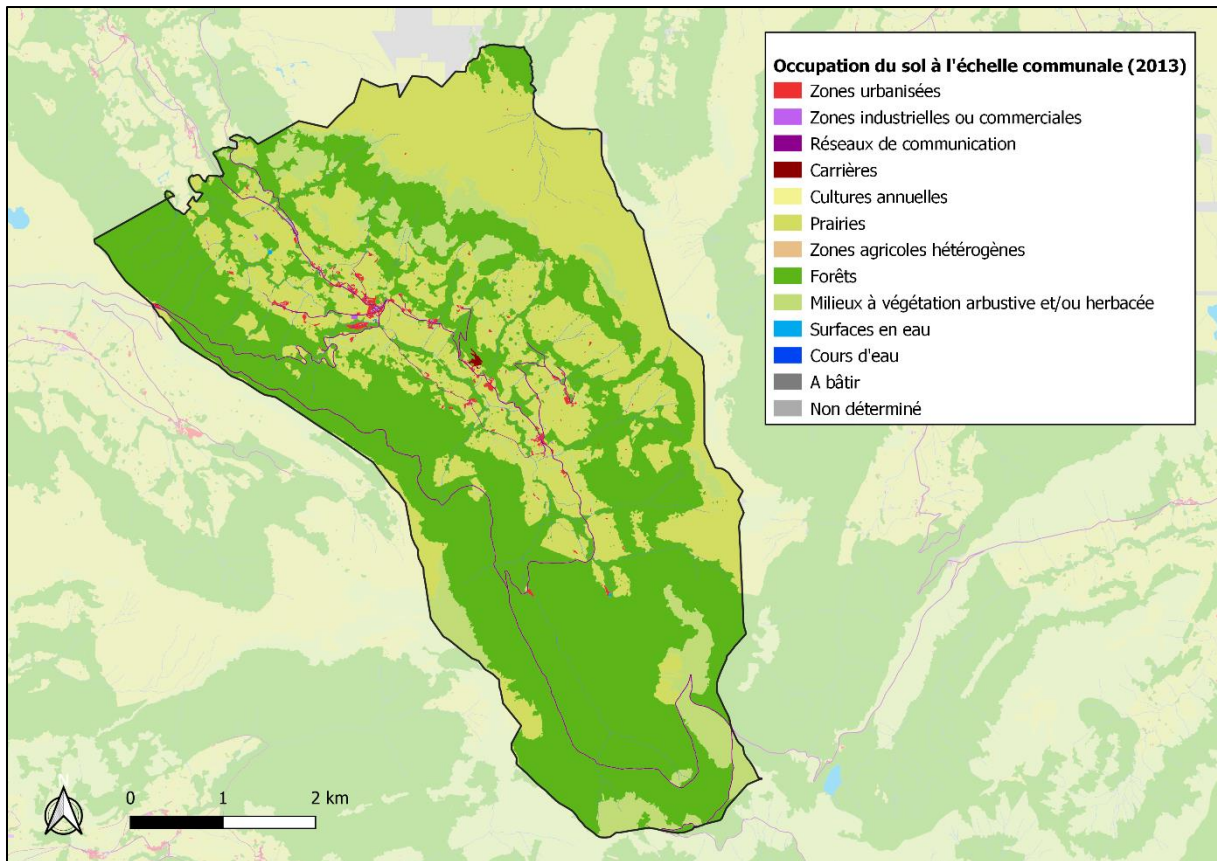 Occupation du sol à l'échelle communale (2013)
Zones urbanisées
Zones industrielles ou commerciales
Réseaux de communication
Carrières
Cultures annuelles
Prairies
Zones agricoles hétérogènes
Forêts
Milieux à végétation arbustive et/ou herbacée
Surfaces en eau
Cours d'eau
A bâtir
Non déterminé
N
0 1 2 km